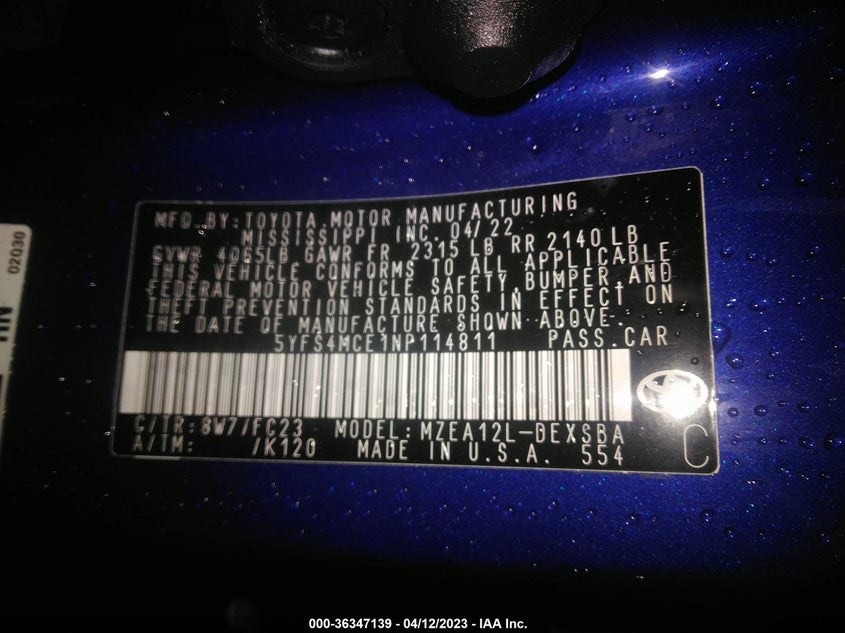 MFD. BY: TOYOTA MOTOR MANUFACTURING
MISSISSIPPI INC. 04/22
GVWR 4085LB GAWR FR 2315 LB RR 2140 LB
THIS VEHICLE CONFORMS TO ALL APPLICABLE
FEDERAL MOTOR VEHICLE SAFETY, BUMPER, AND
THEFT PREVENTION STANDARDS IN EFFECT ON
THE DATE OF MANUFACTURE SHOWN ABOVE.
5YFS4MCE1NP114811 PASS. CAR
C/TR: 8W7/FC23 MODEL: MZEA12L-DEXSBA
A/TM: /K120 MADE IN U.S.A. 554
C
02030
000-36347139 - 04/12/2023 - IAA Inc.